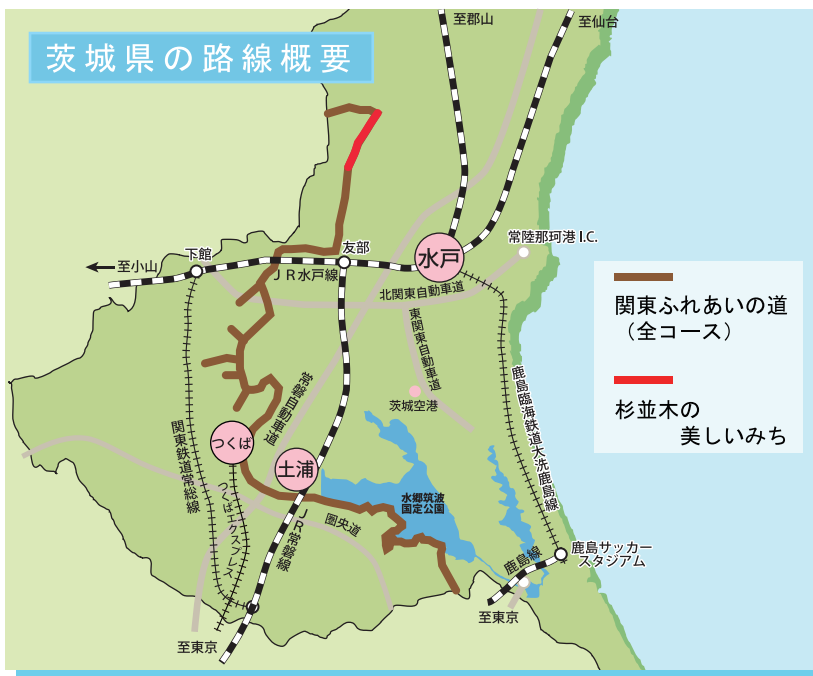 茨城県の路線概要
至郡山
至仙台
常陸那珂港 I.C.
水戸
友部
下館
至小山
JR水戸線
北関東自動車道
東関東自動車道
茨城空港
常磐自動車道
鹿島臨海鉄道大洗鹿島線
関東鉄道常総線
つくば
土浦
つくばエクスプレス
JR常磐線
圏央道
水郷筑波
国定公園
鹿島線
鹿島サッカー
スタジアム
至東京
至東京
関東ふれあいの道
（全コース）
杉並木の
美しいみち